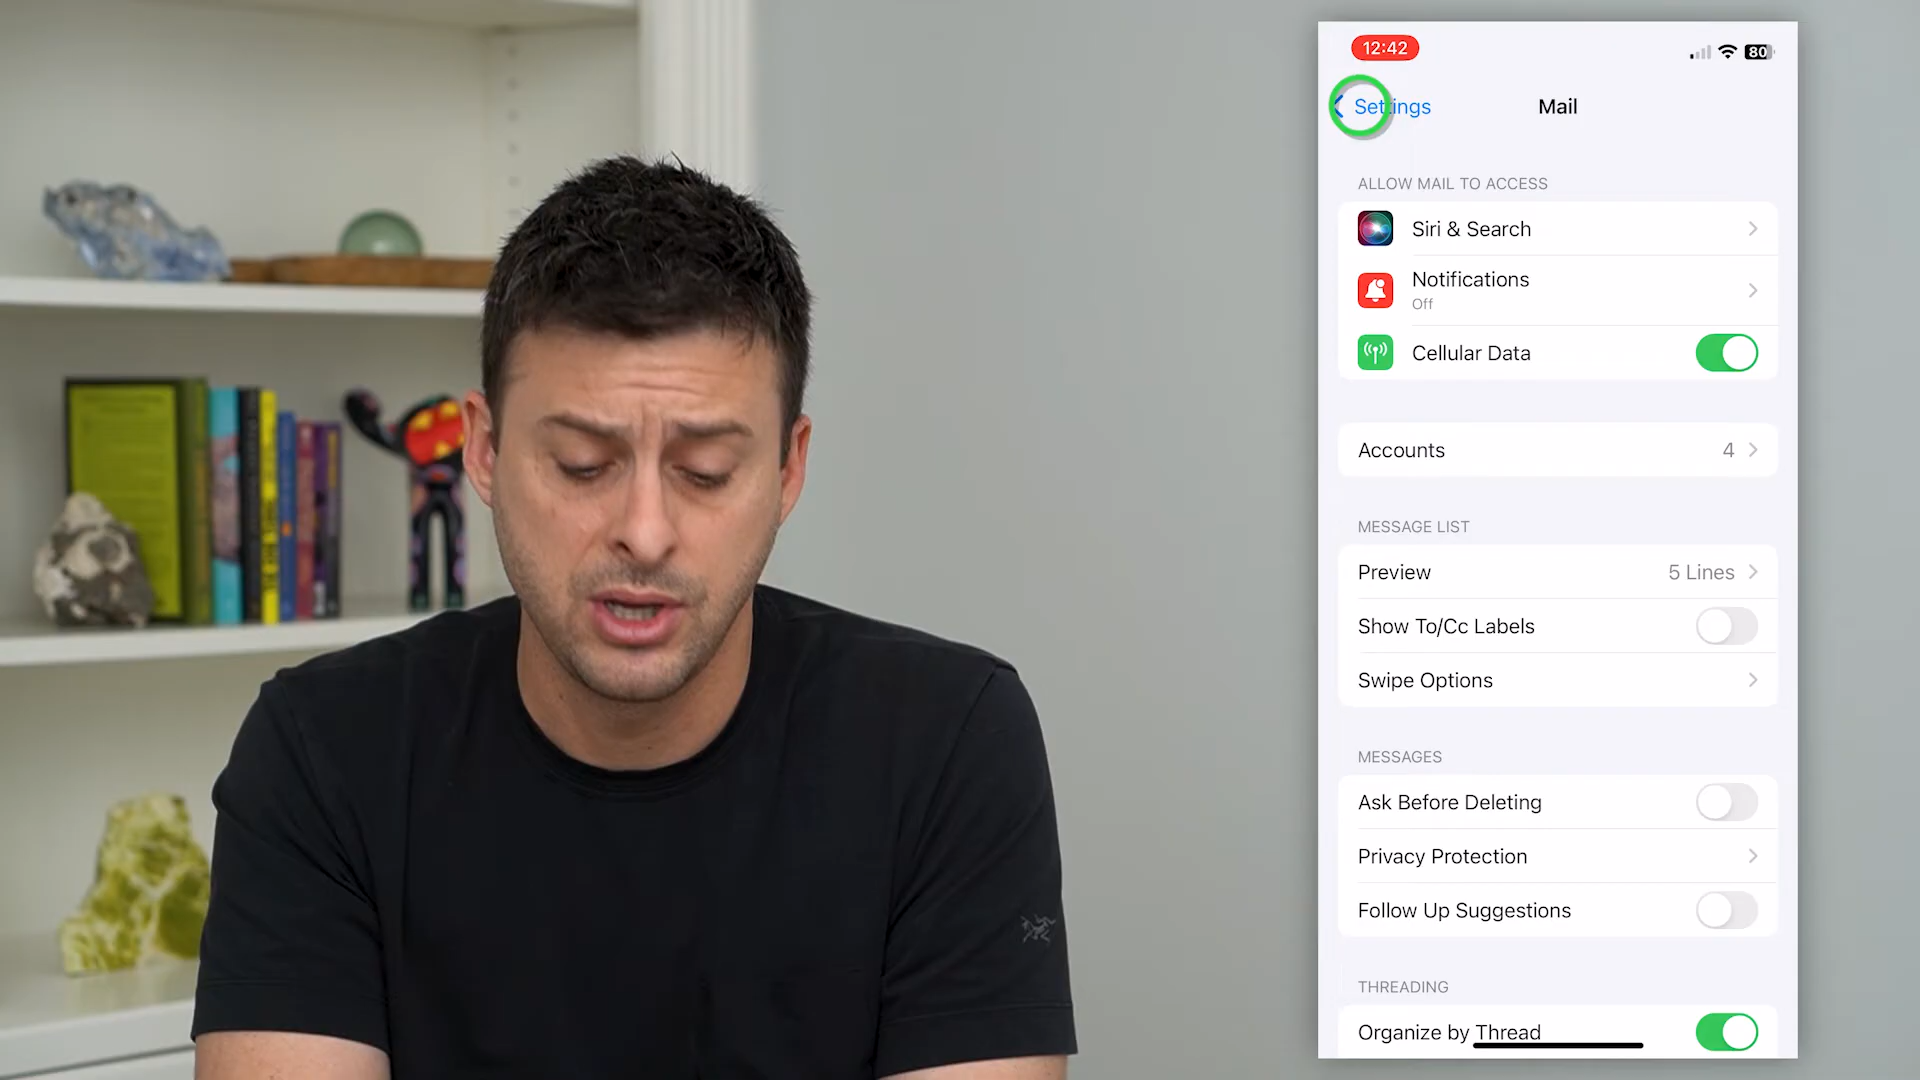 12:42
80
Settings
Mail
ALLOW MAIL TO ACCESS
Siri & Search
Notifications
Off
Cellular Data
Accounts 4
MESSAGE LIST
Preview 5 Lines
Show To/Cc Labels
Swipe Options
MESSAGES
Ask Before Deleting
Privacy Protection
Follow Up Suggestions
THREADING
Organize by Thread